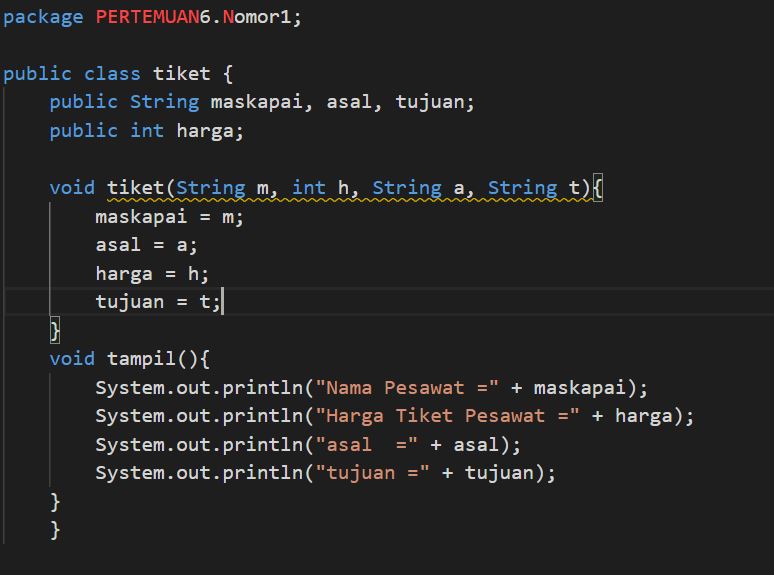 package PERTEMUAN6.Nomor1;
public class tiket {
public String maskapai, asal, tujuan;
public int harga;
void tiket(String m, int h, String a, String t){
maskapai = m;
asal = a;
harga = h;
tujuan = t;
}
void tampil(){
System.out.println("Nama Pesawat =" + maskapai);
System.out.println("Harga Tiket Pesawat =" + harga);
System.out.println("asal  =" + asal);
System.out.println("tujuan =" + tujuan);
}
}